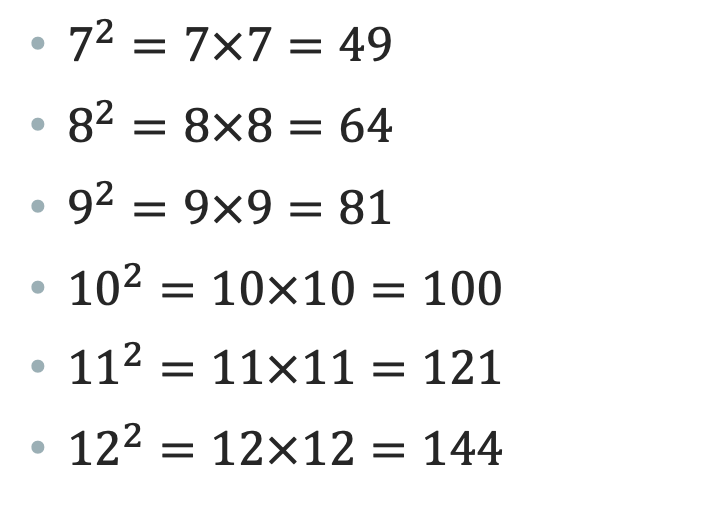 • 7² = 7×7 = 49
• 8² = 8×8 = 64
• 9² = 9×9 = 81
• 10² = 10×10 = 100
• 11² = 11×11 = 121
• 12² = 12×12 = 144